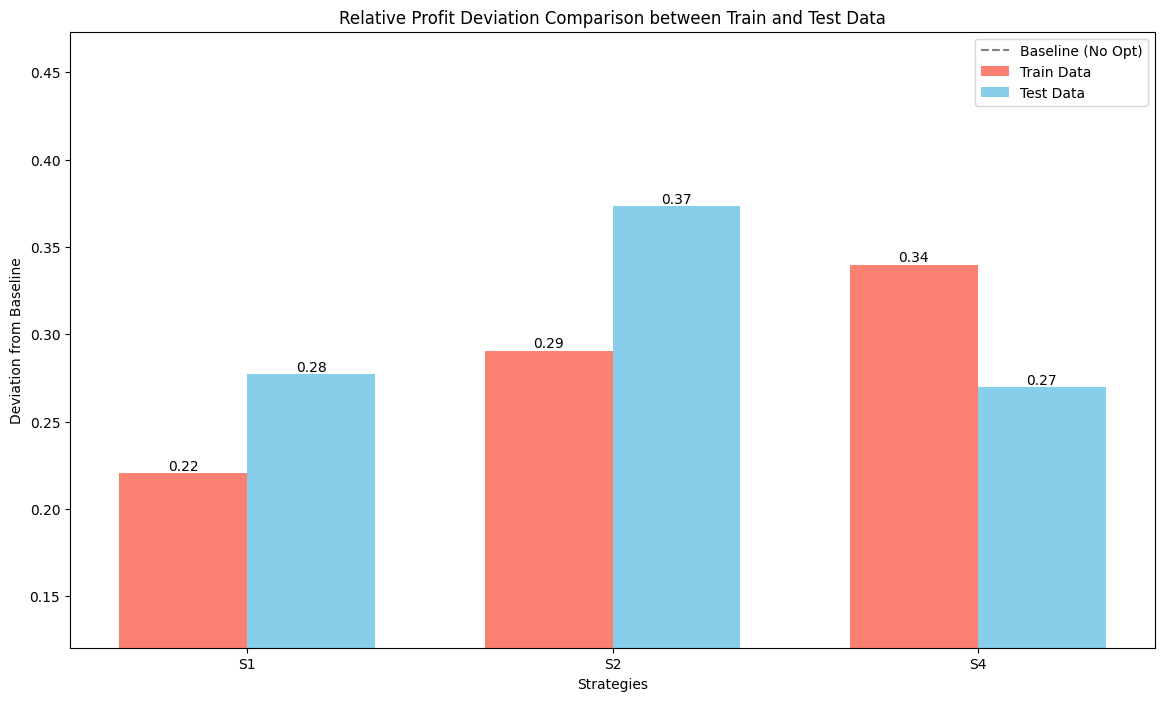 Relative Profit Deviation Comparison between Train and Test Data
Baseline (No Opt)
Train Data
Test Data
0.45
0.40
0.35
0.30
0.25
0.20
0.15
Deviation from Baseline
0.22
0.28
0.29
0.37
0.34
0.27
S1
S2
S4
Strategies